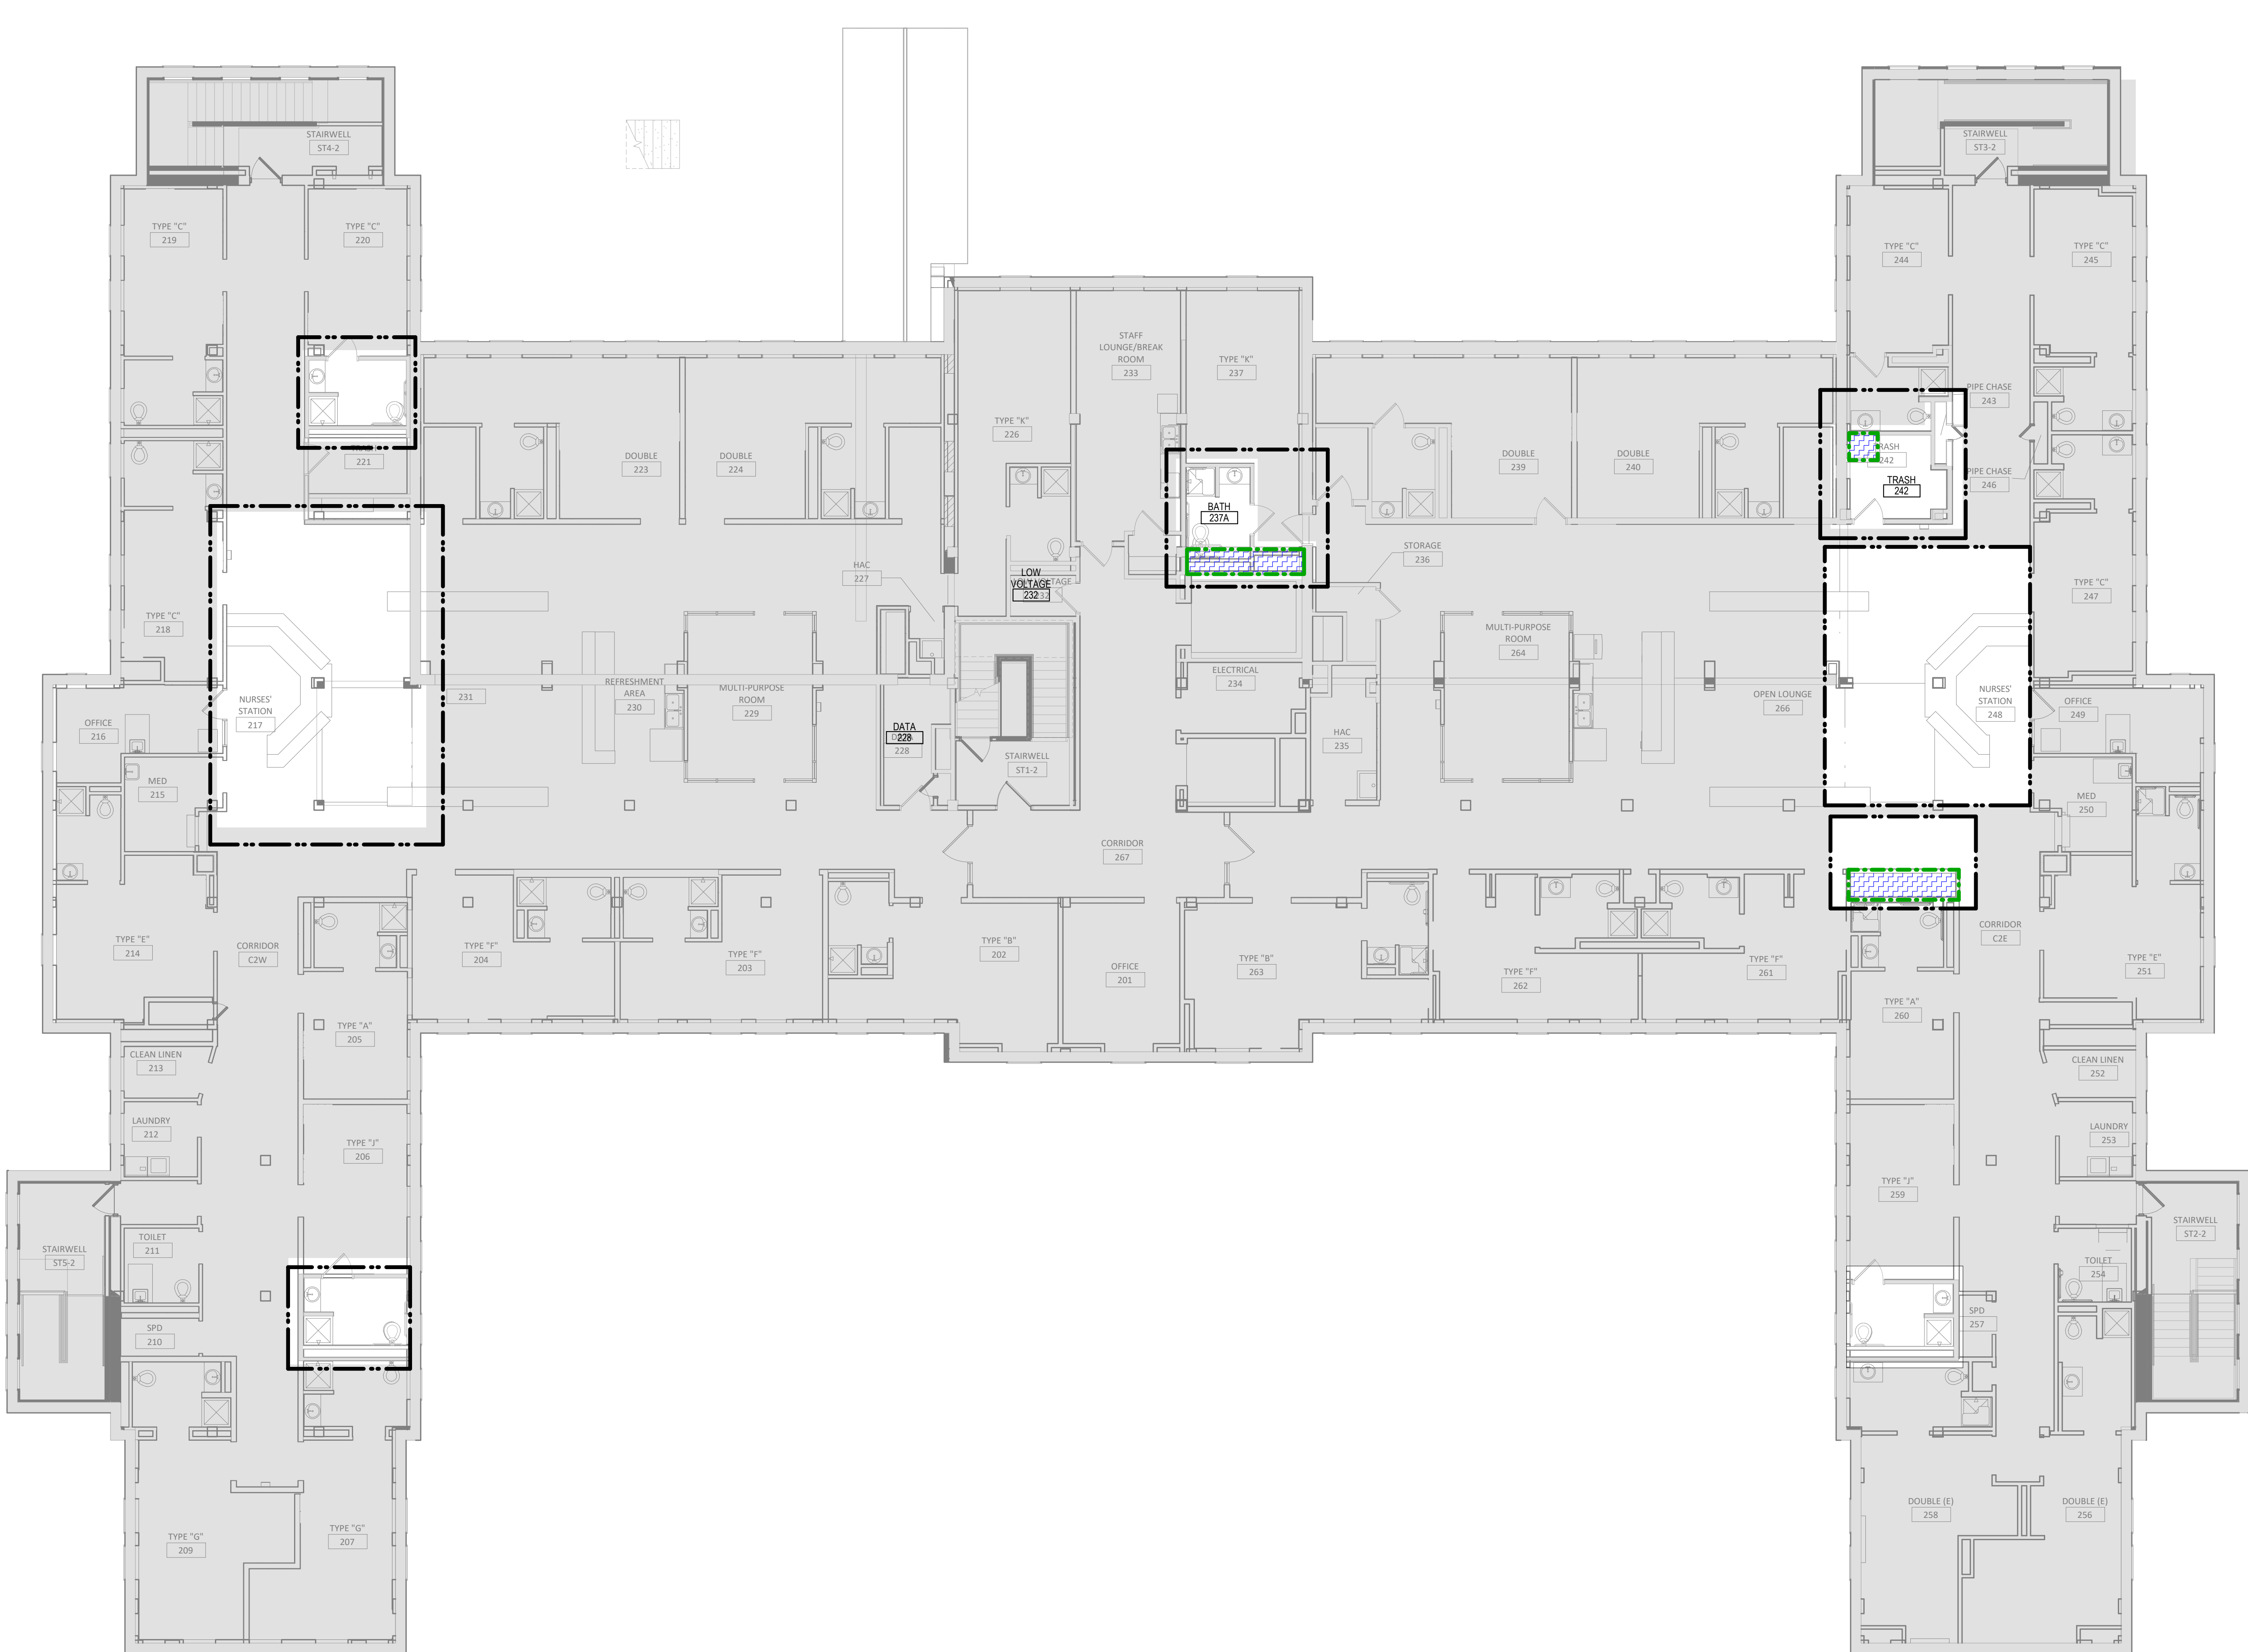 STAIRWELL
ST4-2
STAIRWELL
ST3-2
TYPE "C"
219
TYPE "C"
220
TYPE "C"
244
TYPE "C"
245
STAFF
LOUNGE/BREAK
ROOM
233
TYPE "K"
237
PIPE CHASE
243
TYPE "K"
226
221
DOUBLE
223
DOUBLE
224
DOUBLE
239
DOUBLE
240
TRASH
242
TRASH
242
PIPE CHASE
246
BATH
237A
STORAGE
236
HAC
227
LOW
VOLTAGE
232
LOW VOLTAGE
232
TYPE "C"
218
TYPE "C"
247
MULTI-PURPOSE
ROOM
264
ELECTRICAL
234
231
REFRESHMENT
AREA
230
MULTI-PURPOSE
ROOM
229
OPEN LOUNGE
266
NURSES'
STATION
217
NURSES'
STATION
248
OFFICE
216
OFFICE
249
DATA
228
DATA
228
HAC
235
STAIRWELL
ST1-2
MED
215
MED
250
CORRIDOR
267
TYPE "E"
214
CORRIDOR
C2W
TYPE "F"
204
TYPE "F"
203
TYPE "B"
202
OFFICE
201
TYPE "B"
263
TYPE "F"
262
TYPE "F"
261
CORRIDOR
C2E
TYPE "E"
251
TYPE "A"
205
TYPE "A"
260
CLEAN LINEN
213
CLEAN LINEN
252
LAUNDRY
212
LAUNDRY
253
TYPE "J"
206
TYPE "J"
259
STAIRWELL
ST5-2
TOILET
211
TOILET
254
STAIRWELL
ST2-2
SPD
210
SPD
257
TYPE "G"
209
TYPE "G"
207
DOUBLE (E)
258
DOUBLE (E)
256